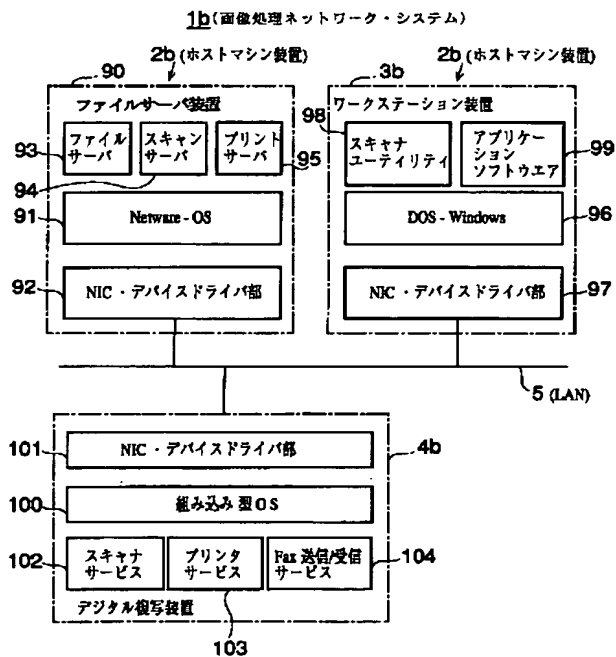 1b (画像処理ネットワーク・システム)
90
2b (ホストマシン装置)
ファイルサーバ装置
93
ファイル
サーバ
94
スキャン
サーバ
プリント
サーバ
95
91
Netware - OS
92
NIC ・デバイスドライバ部
3b
2b (ホストマシン装置)
ワークステーション装置
98
スキャナ
ユーティリティ
アプリケー
ション
ソフトウエア
99
DOS - Windows
96
NIC ・デバイスドライバ部
97
5 (LAN)
101
NIC ・デバイスドライバ部
4b
100
組み込み型OS
102
スキャナ
サービス
プリンタ
サービス
Fax 送信/受信
サービス
104
デジタル複写装置
103